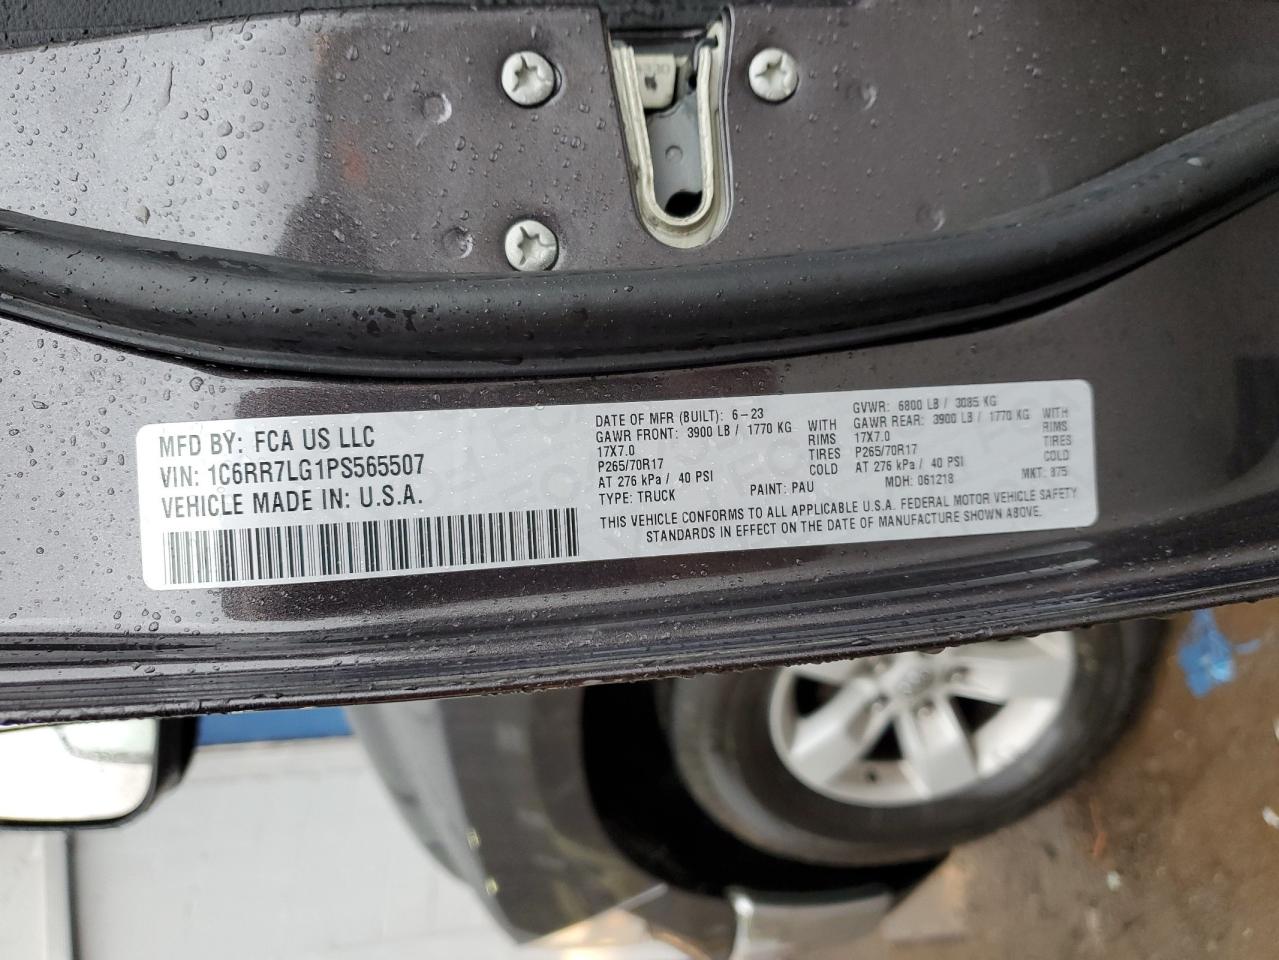 MFD BY: FCA US LLC
VIN: 1C6RR7LG1PS565507
VEHICLE MADE IN: U.S.A.
DATE OF MFR (BUILT): 6-23
GAWR FRONT: 3900 LB / 1770 KG WITH
17X7.0 RIMS
P265/70R17 TIRES
AT 276 kPa / 40 PSI COLD
TYPE: TRUCK PAINT: PAU
GVWR: 6800 LB / 3085 KG
GAWR REAR: 3900 LB / 1770 KG WITH
17X7.0 RIMS
P265/70R17 TIRES
AT 276 kPa / 40 PSI COLD
MDH: 061218 MKT: 875
THIS VEHICLE CONFORMS TO ALL APPLICABLE U.S.A. FEDERAL MOTOR VEHICLE SAFETY
STANDARDS IN EFFECT ON THE DATE OF MANUFACTURE SHOWN ABOVE.